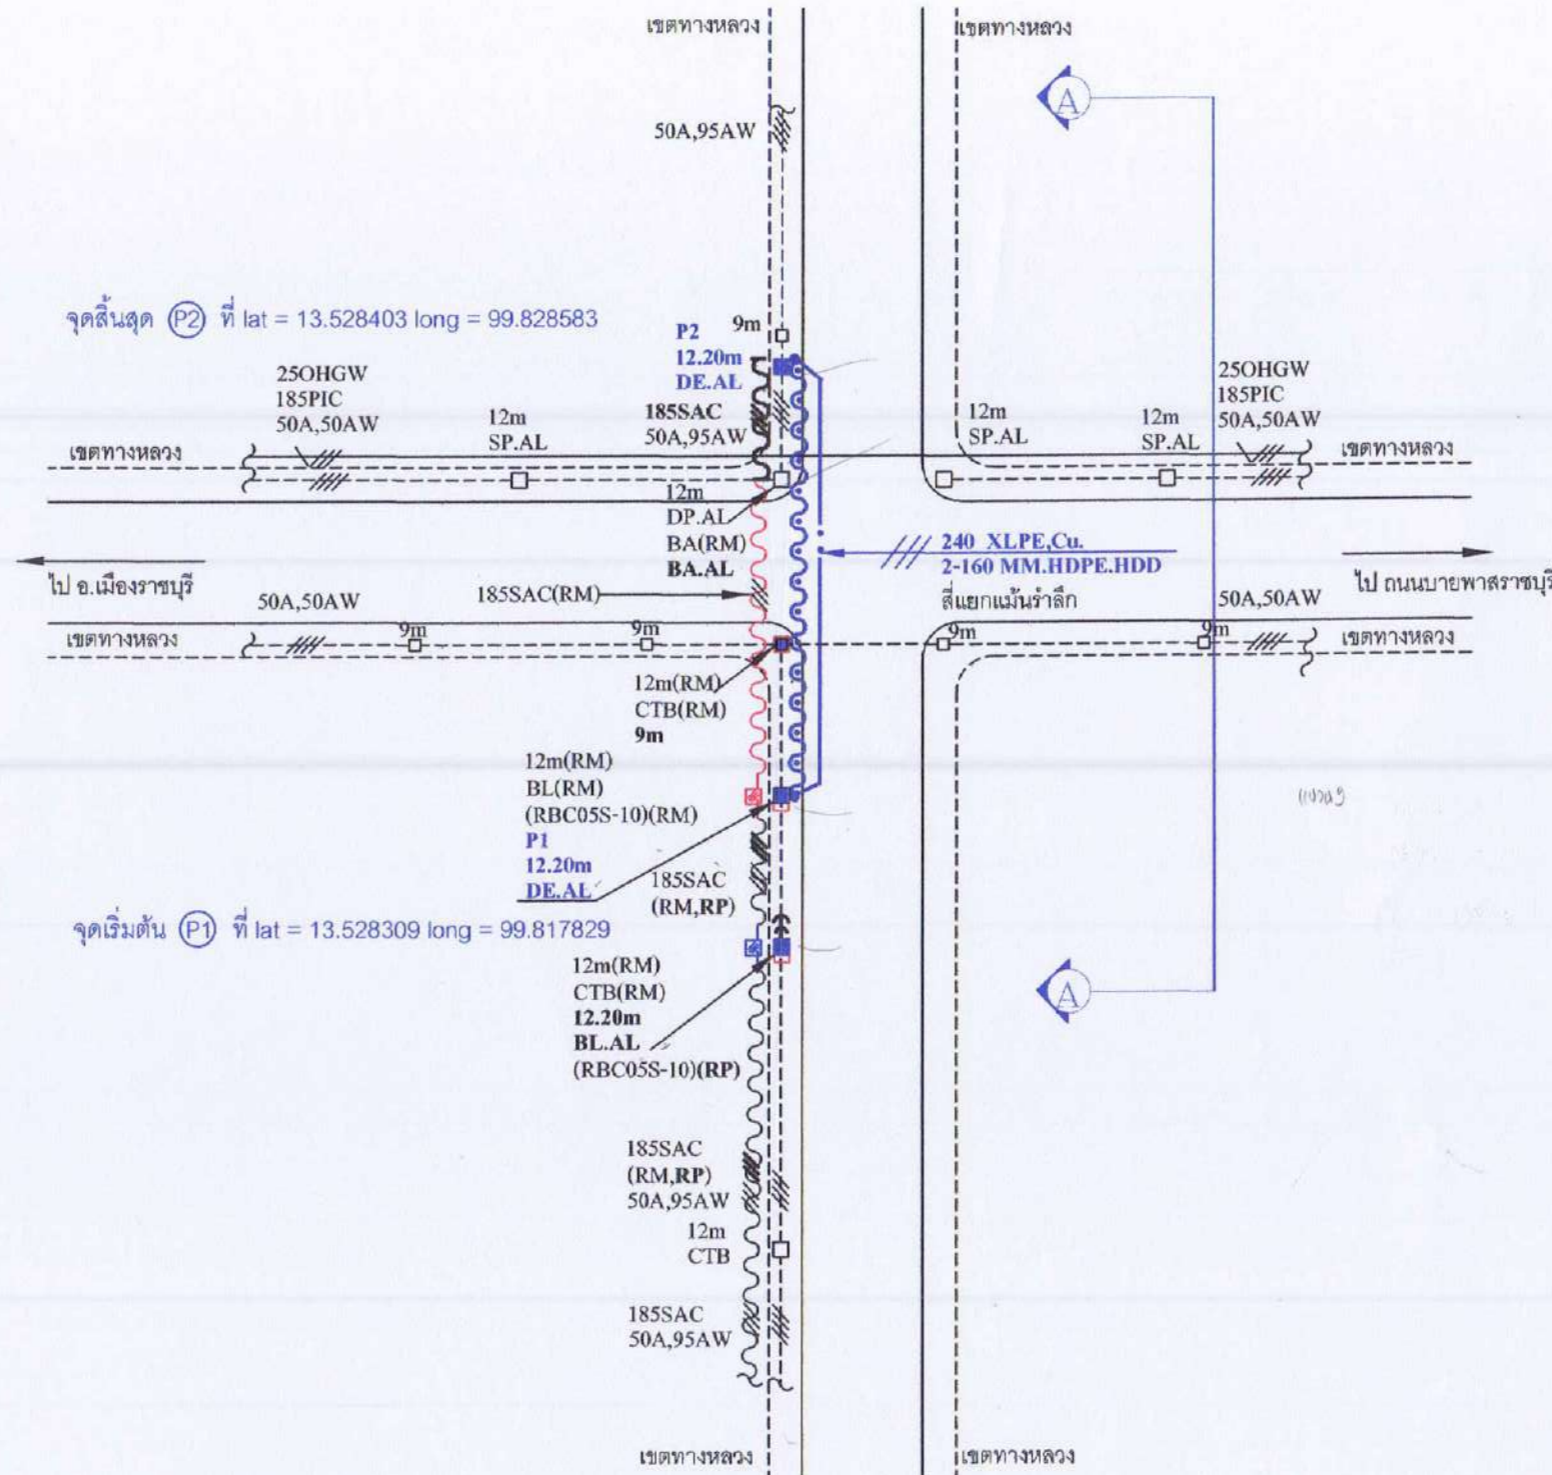 เขตทางหลวง
เขตทางหลวง
A
50A,95AW
จุดสิ้นสุด P2 ที่ lat = 13.528403 long = 99.828583
P2
12.20m
DE.AL
9m
25OHGW
185PIC
50A,50AW
12m
SP.AL
185SAC
50A,95AW
12m
SP.AL
12m
SP.AL
25OHGW
185PIC
50A,50AW
เขตทางหลวง
เขตทางหลวง
12m
DP.AL
BA(RM)
BA.AL
240 XLPE,Cu.
2-160 MM.HDPE.HDD
สี่แยกแม้นรำลึก
ไป อ.เมืองราชบุรี
ไป ถนนบายพาสราชบุรี
185SAC(RM)
50A,50AW
50A,50AW
เขตทางหลวง
9m
9m
9m
9m
เขตทางหลวง
12m(RM)
CTB(RM)
9m
12m(RM)
BL(RM)
(RBC05S-10)(RM)
P1
12.20m
DE.AL
185SAC
(RM,RP)
จุดเริ่มต้น P1 ที่ lat = 13.528309 long = 99.817829
12m(RM)
CTB(RM)
12.20m
BL.AL
(RBC05S-10)(RP)
A
185SAC
(RM,RP)
50A,95AW
12m
CTB
185SAC
50A,95AW
เขตทางหลวง
เขตทางหลวง